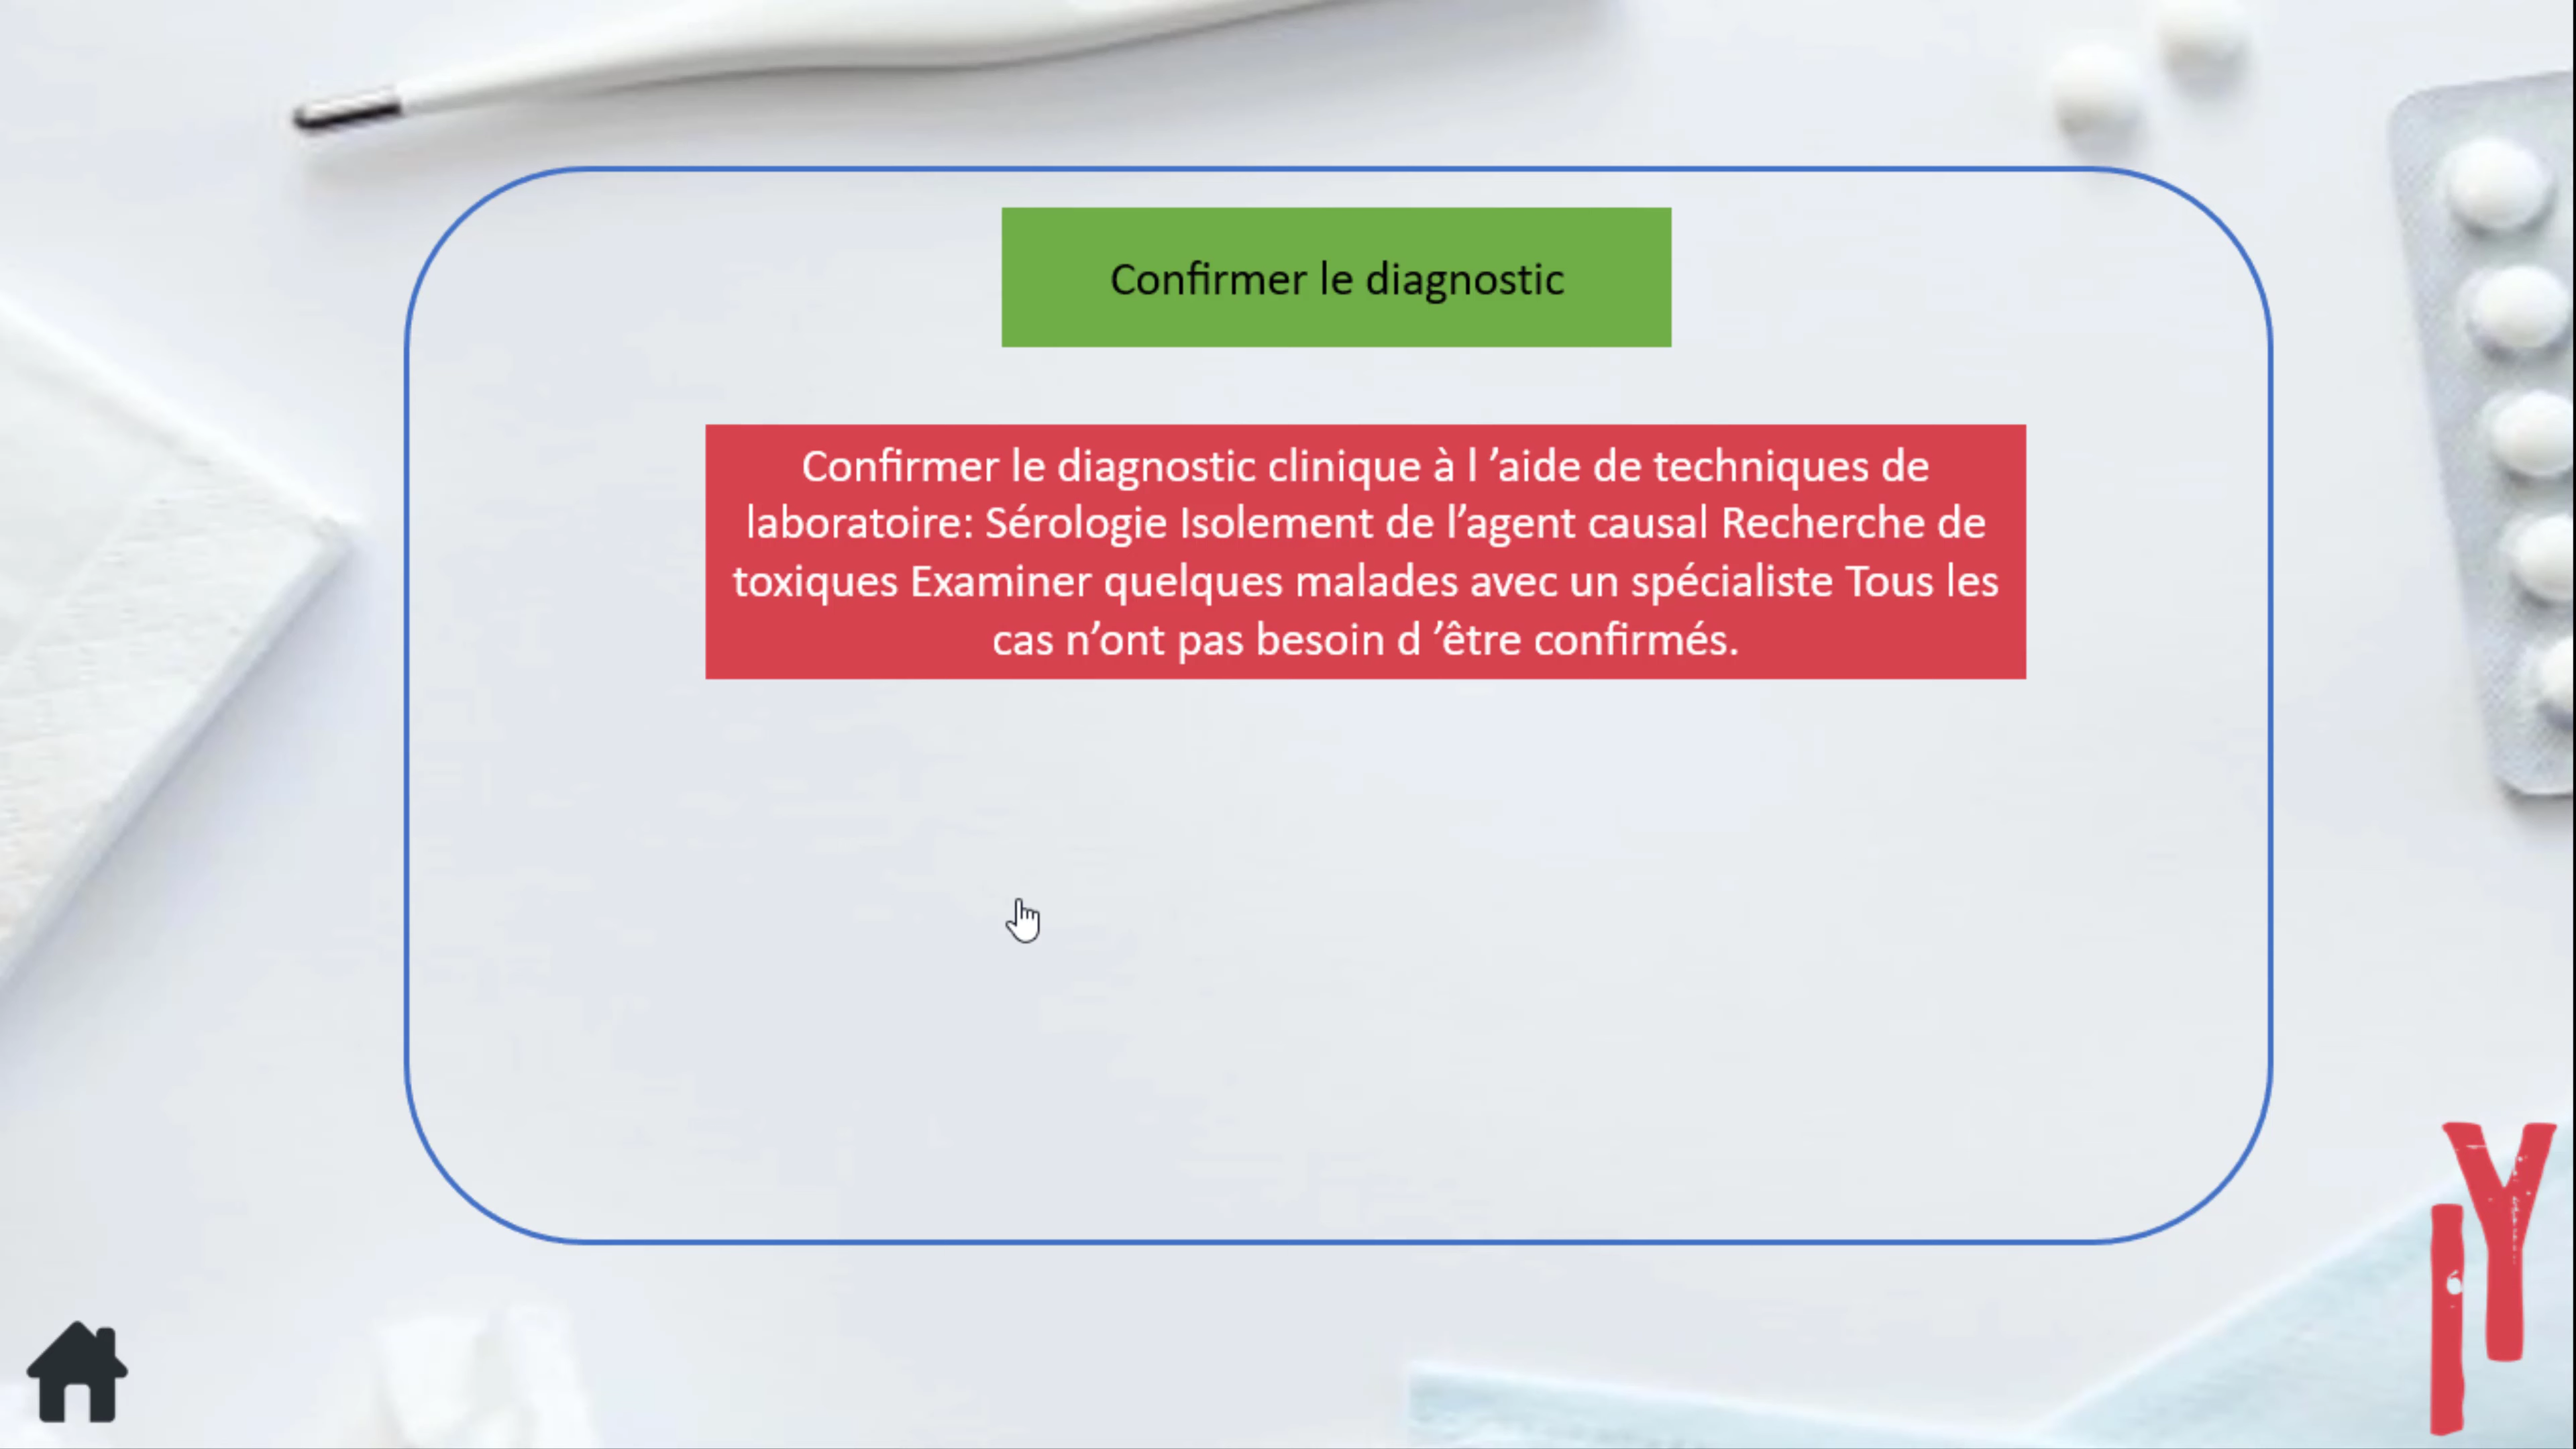 Confirmer le diagnostic
Confirmer le diagnostic clinique à l ’aide de techniques de
laboratoire: Sérologie Isolement de l’agent causal Recherche de
toxiques Examiner quelques malades avec un spécialiste Tous les
cas n’ont pas besoin d ’être confirmés.
Y